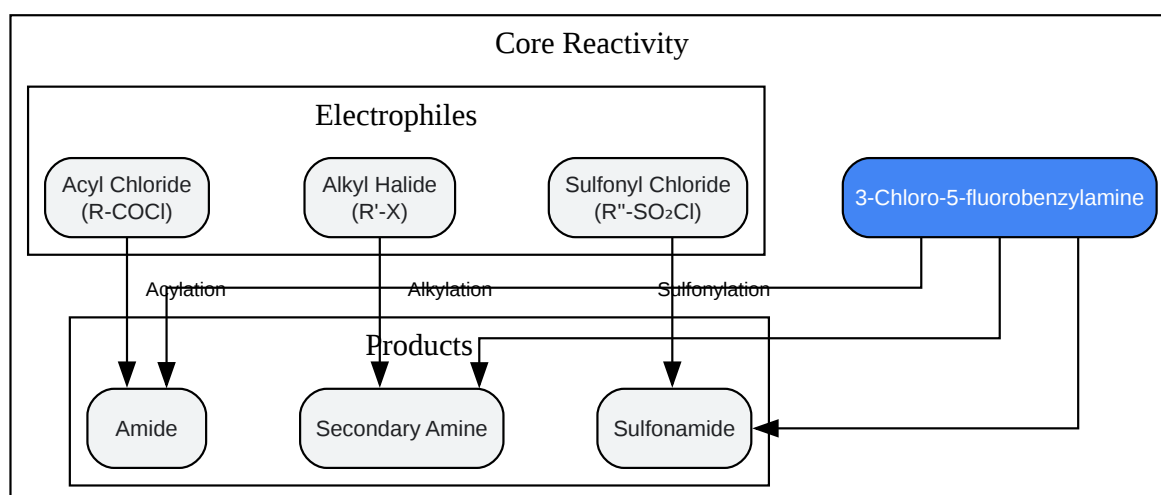 Core Reactivity
Electrophiles
Acyl Chloride
(R-COCl)
Alkyl Halide
(R'-X)
Sulfonyl Chloride
(R''-SO₂Cl)
3-Chloro-5-fluorobenzylamine
Acylation
Alkylation
Sulfonylation
Products
Amide
Secondary Amine
Sulfonamide